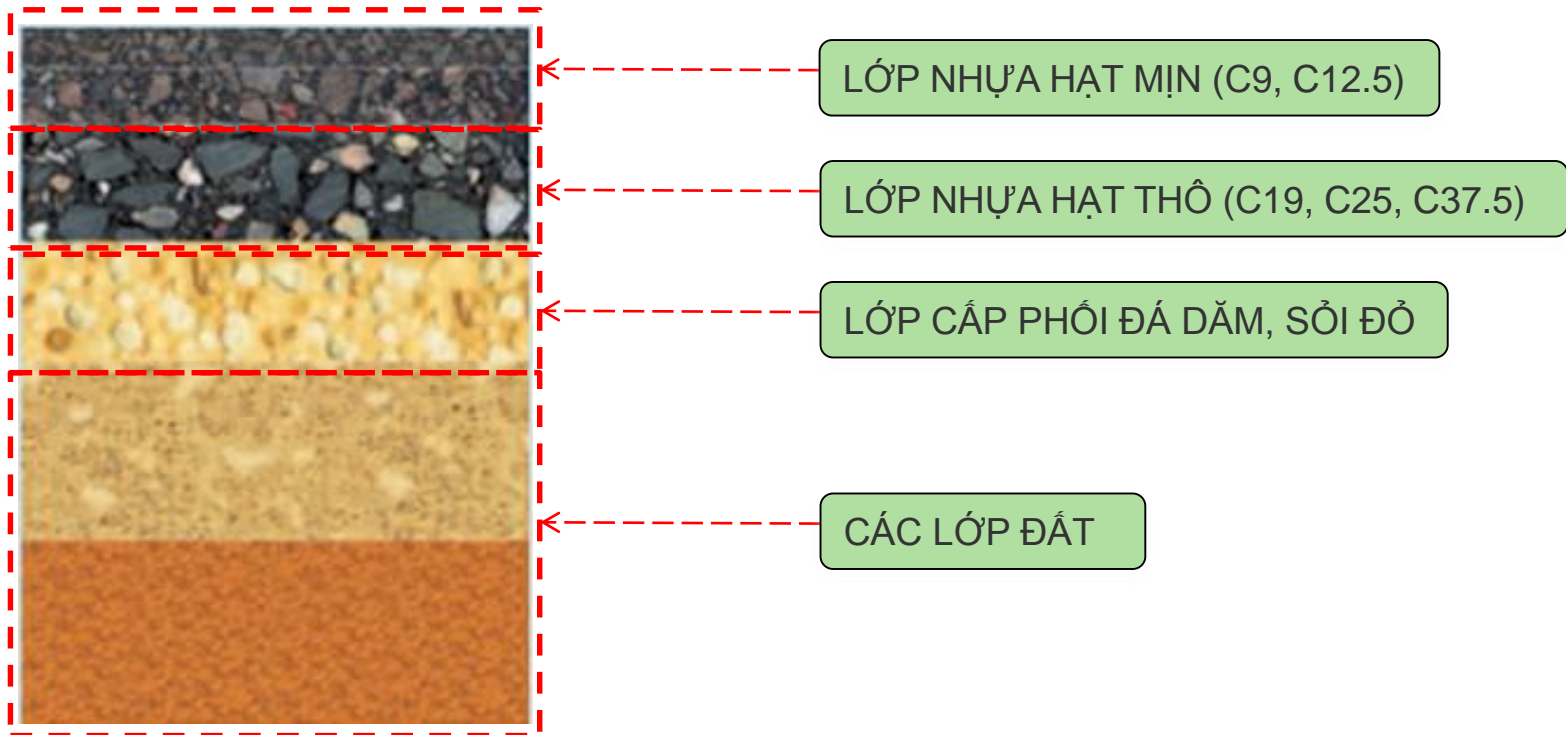 LỚP NHỰA HẠT MỊN (C9, C12.5)
LỚP NHỰA HẠT THÔ (C19, C25, C37.5)
LỚP CẤP PHỐI ĐÁ DĂM, SỎI ĐỎ
CÁC LỚP ĐẤT